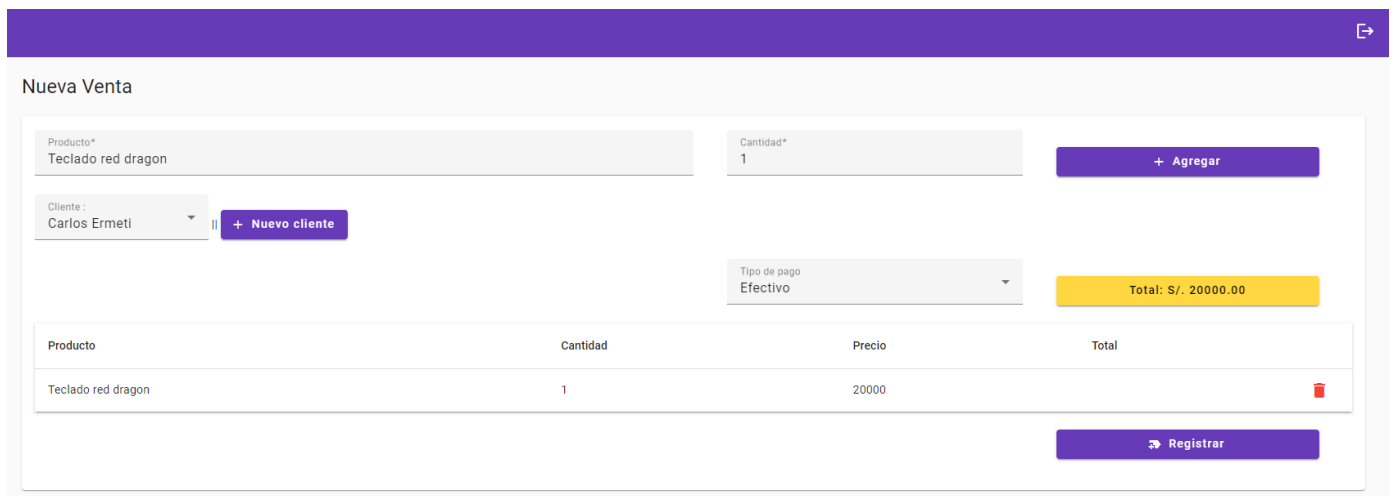 Nueva Venta
Producto*
Teclado red dragon
Cantidad*
1
+ Agregar
Cliente :
Carlos Ermeti
|| + Nuevo cliente
Tipo de pago
Efectivo
Total: S/. 20000.00
Producto Cantidad Precio Total
Teclado red dragon 1 20000
Registrar